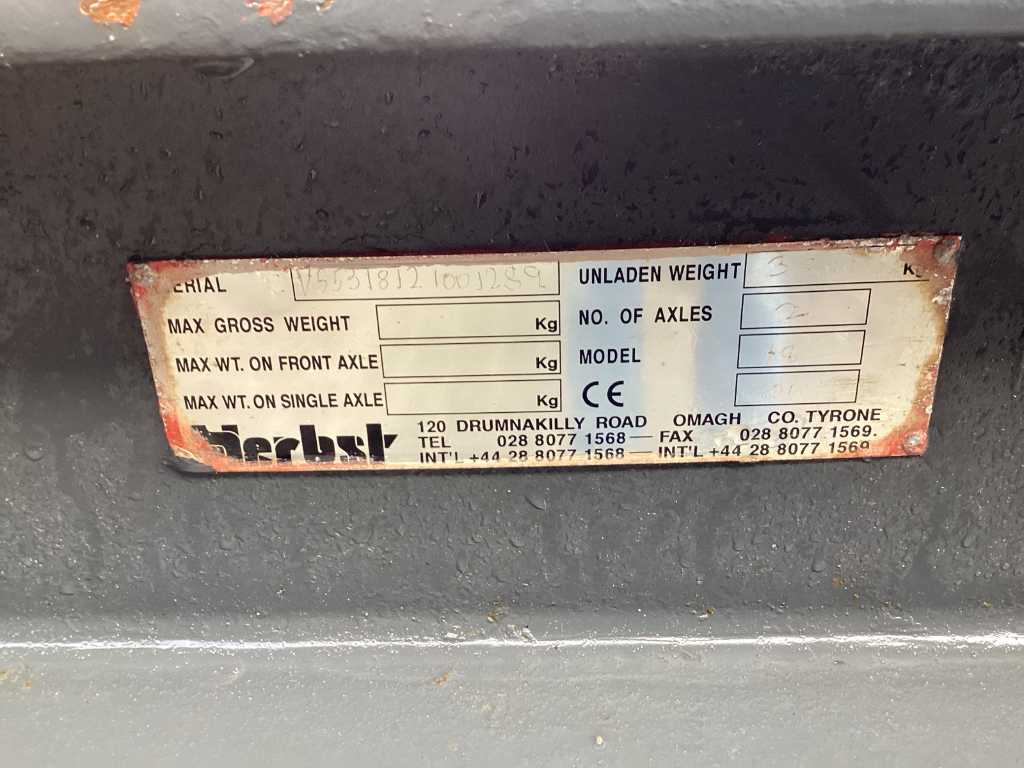 ERIAL UNLADEN WEIGHT 3 Kg
MAX GROSS WEIGHT Kg NO. OF AXLES 2
MAX WT. ON FRONT AXLE Kg MODEL
MAX WT. ON SINGLE AXLE Kg CE
Herbst 120 DRUMNAKILLY ROAD OMAGH CO. TYRONE
TEL 028 8077 1568 — FAX 028 8077 1569.
INT'L +44 28 8077 1568 — INT'L +44 28 8077 1569